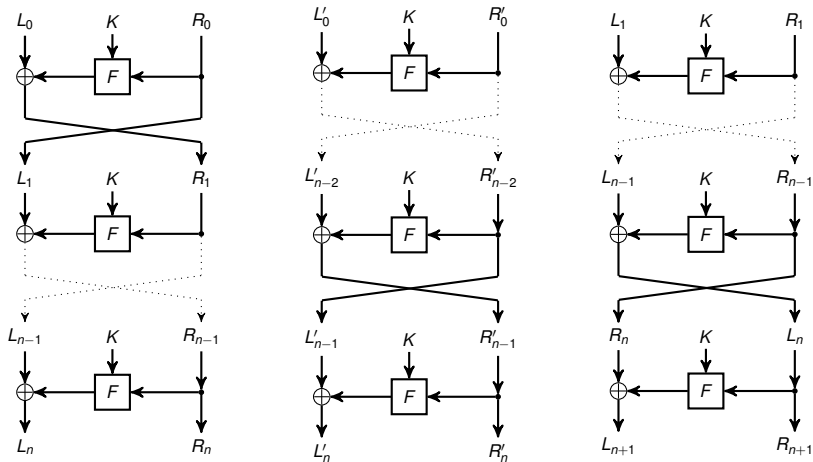 L₀ K R₀
F
L₁ R₁
K
F
Lₙ₋₁ K Rₙ₋₁
F
Lₙ Rₙ
L′₀ K R′₀
F
L′ₙ₋₂ K R′ₙ₋₂
F
L′ₙ₋₁ K R′ₙ₋₁
F
L′ₙ R′ₙ
L₁ K R₁
F
Lₙ₋₁ K Rₙ₋₁
F
Rₙ K Lₙ
F
Lₙ₊₁ Rₙ₊₁